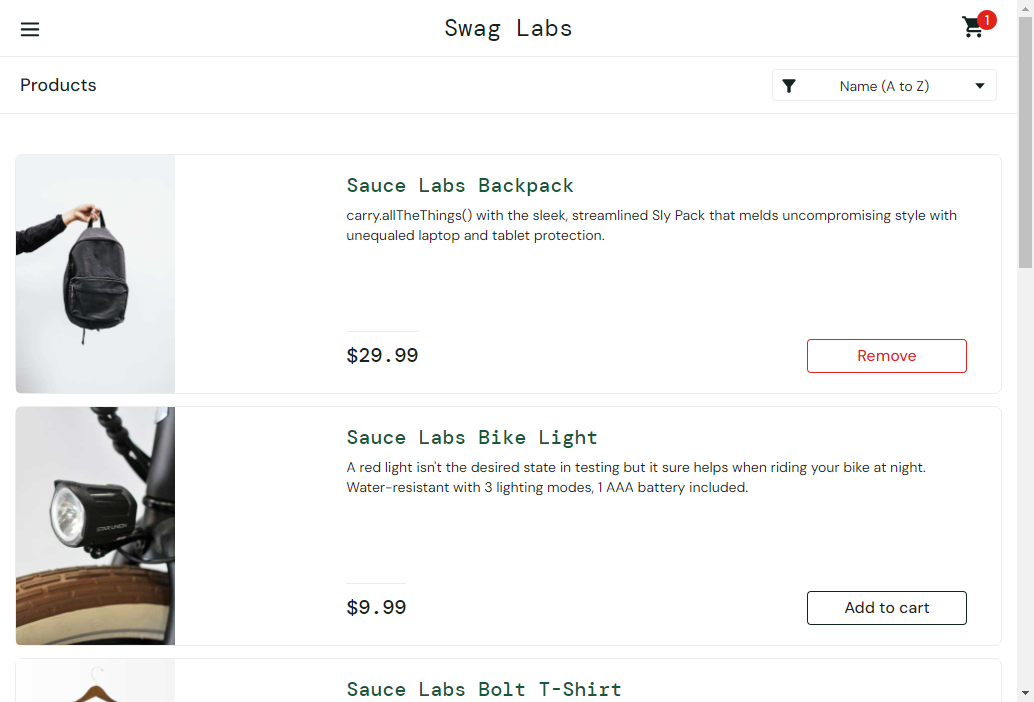 Swag Labs
1
Products
Name (A to Z)
Sauce Labs Backpack
carry.allTheThings() with the sleek, streamlined Sly Pack that melds uncompromising style with
unequaled laptop and tablet protection.
$29.99
Remove
Sauce Labs Bike Light
A red light isn't the desired state in testing but it sure helps when riding your bike at night.
Water-resistant with 3 lighting modes, 1 AAA battery included.
$9.99
Add to cart
Sauce Labs Bolt T-Shirt